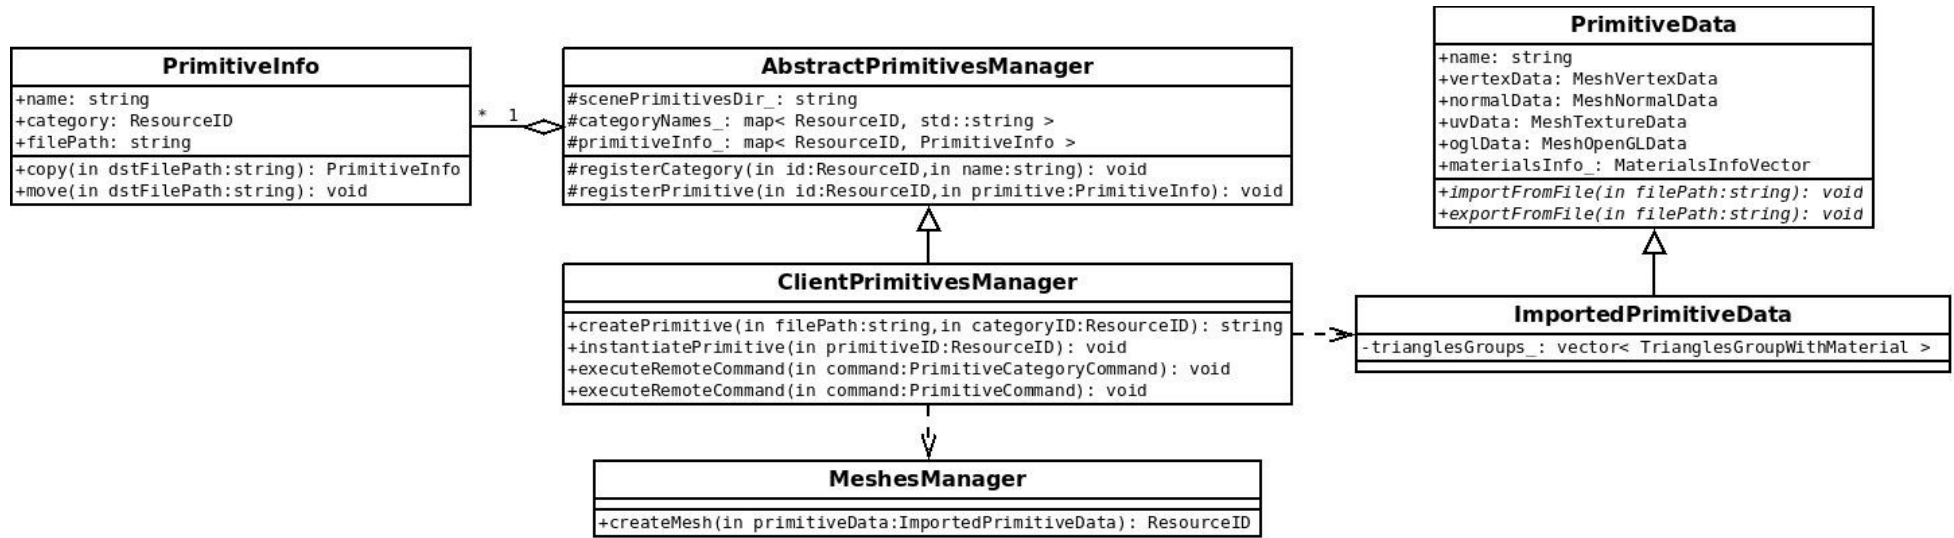 PrimitiveInfo
+name: string
+category: ResourceID
+filePath: string
+copy(in dstFilePath:string): PrimitiveInfo
+move(in dstFilePath:string): void
* 1
AbstractPrimitivesManager
#scenePrimitivesDir_: string
#categoryNames_: map< ResourceID, std::string >
#primitiveInfo_: map< ResourceID, PrimitiveInfo >
#registerCategory(in id:ResourceID,in name:string): void
#registerPrimitive(in id:ResourceID,in primitive:PrimitiveInfo): void
PrimitiveData
+name: string
+vertexData: MeshVertexData
+normalData: MeshNormalData
+uvData: MeshTextureData
+oglData: MeshOpenGLData
+materialsInfo_: MaterialsInfoVector
+importFromFile(in filePath:string): void
+exportFromFile(in filePath:string): void
ClientPrimitivesManager
+createPrimitive(in filePath:string,in categoryID:ResourceID): string
+instantiatePrimitive(in primitiveID:ResourceID): void
+executeRemoteCommand(in command:PrimitiveCategoryCommand): void
+executeRemoteCommand(in command:PrimitiveCommand): void
ImportedPrimitiveData
-trianglesGroups_: vector< TrianglesGroupWithMaterial >
MeshesManager
+createMesh(in primitiveData:ImportedPrimitiveData): ResourceID